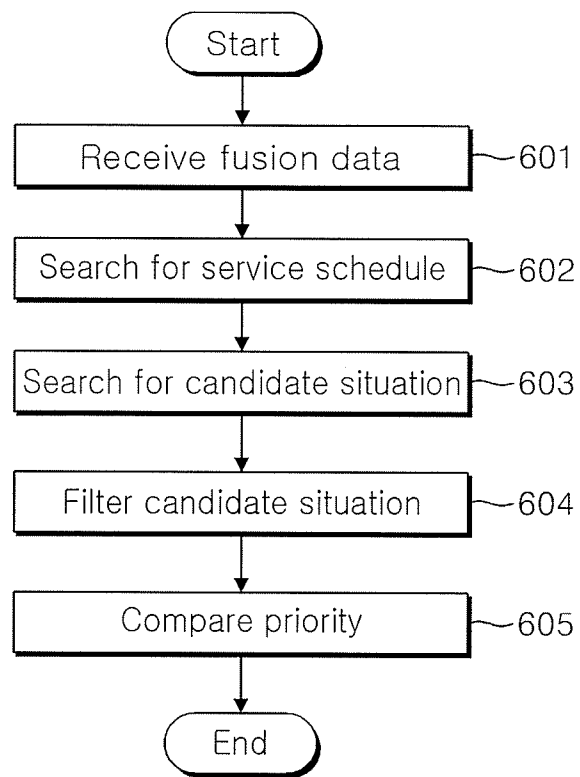 Start
Receive fusion data 601
Search for service schedule 602
Search for candidate situation 603
Filter candidate situation 604
Compare priority 605
End